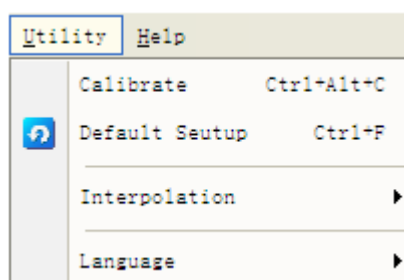 Utility Help
Calibrate Ctrl+Alt+C
Default Seutup Ctrl+F
Interpolation
Language